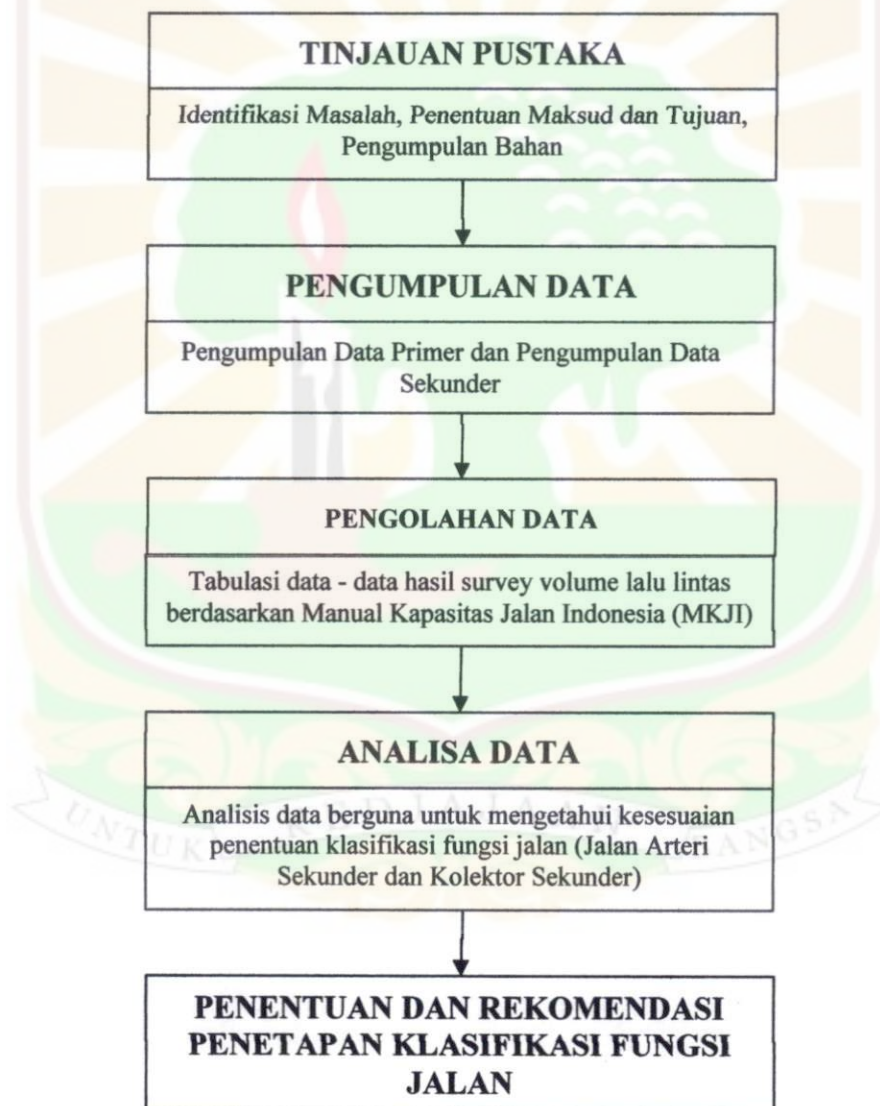 TINJAUAN PUSTAKA
Identifikasi Masalah, Penentuan Maksud dan Tujuan,
Pengumpulan Bahan
PENGUMPULAN DATA
Pengumpulan Data Primer dan Pengumpulan Data
Sekunder
PENGOLAHAN DATA
Tabulasi data - data hasil survey volume lalu lintas
berdasarkan Manual Kapasitas Jalan Indonesia (MKJI)
ANALISA DATA
Analisis data berguna untuk mengetahui kesesuaian
penentuan klasifikasi fungsi jalan (Jalan Arteri
Sekunder dan Kolektor Sekunder)
UNTUK KEDJAJAAN BANGSA
PENENTUAN DAN REKOMENDASI
PENETAPAN KLASIFIKASI FUNGSI
JALAN